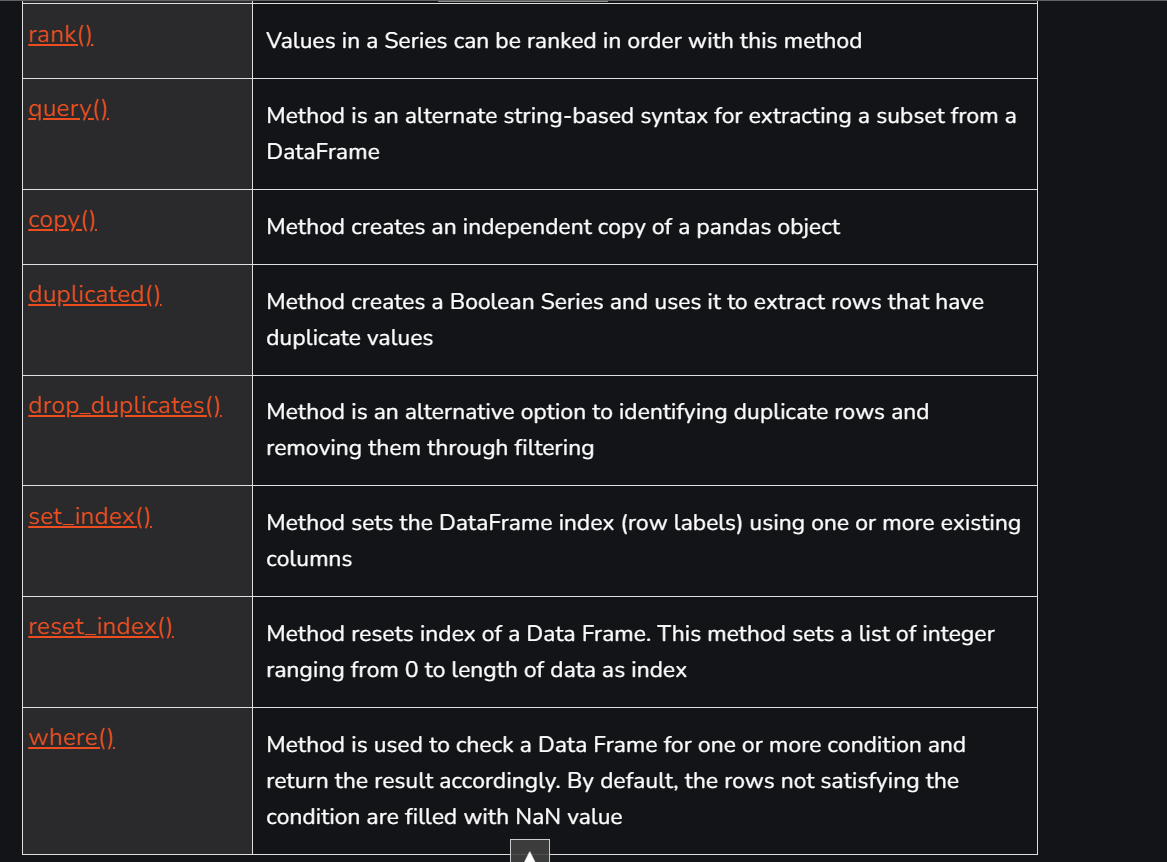 rank()
Values in a Series can be ranked in order with this method
query()
Method is an alternate string-based syntax for extracting a subset from a
DataFrame
copy()
Method creates an independent copy of a pandas object
duplicated()
Method creates a Boolean Series and uses it to extract rows that have
duplicate values
drop_duplicates()
Method is an alternative option to identifying duplicate rows and
removing them through filtering
set_index()
Method sets the DataFrame index (row labels) using one or more existing
columns
reset_index()
Method resets index of a Data Frame. This method sets a list of integer
ranging from 0 to length of data as index
where()
Method is used to check a Data Frame for one or more condition and
return the result accordingly. By default, the rows not satisfying the
condition are filled with NaN value